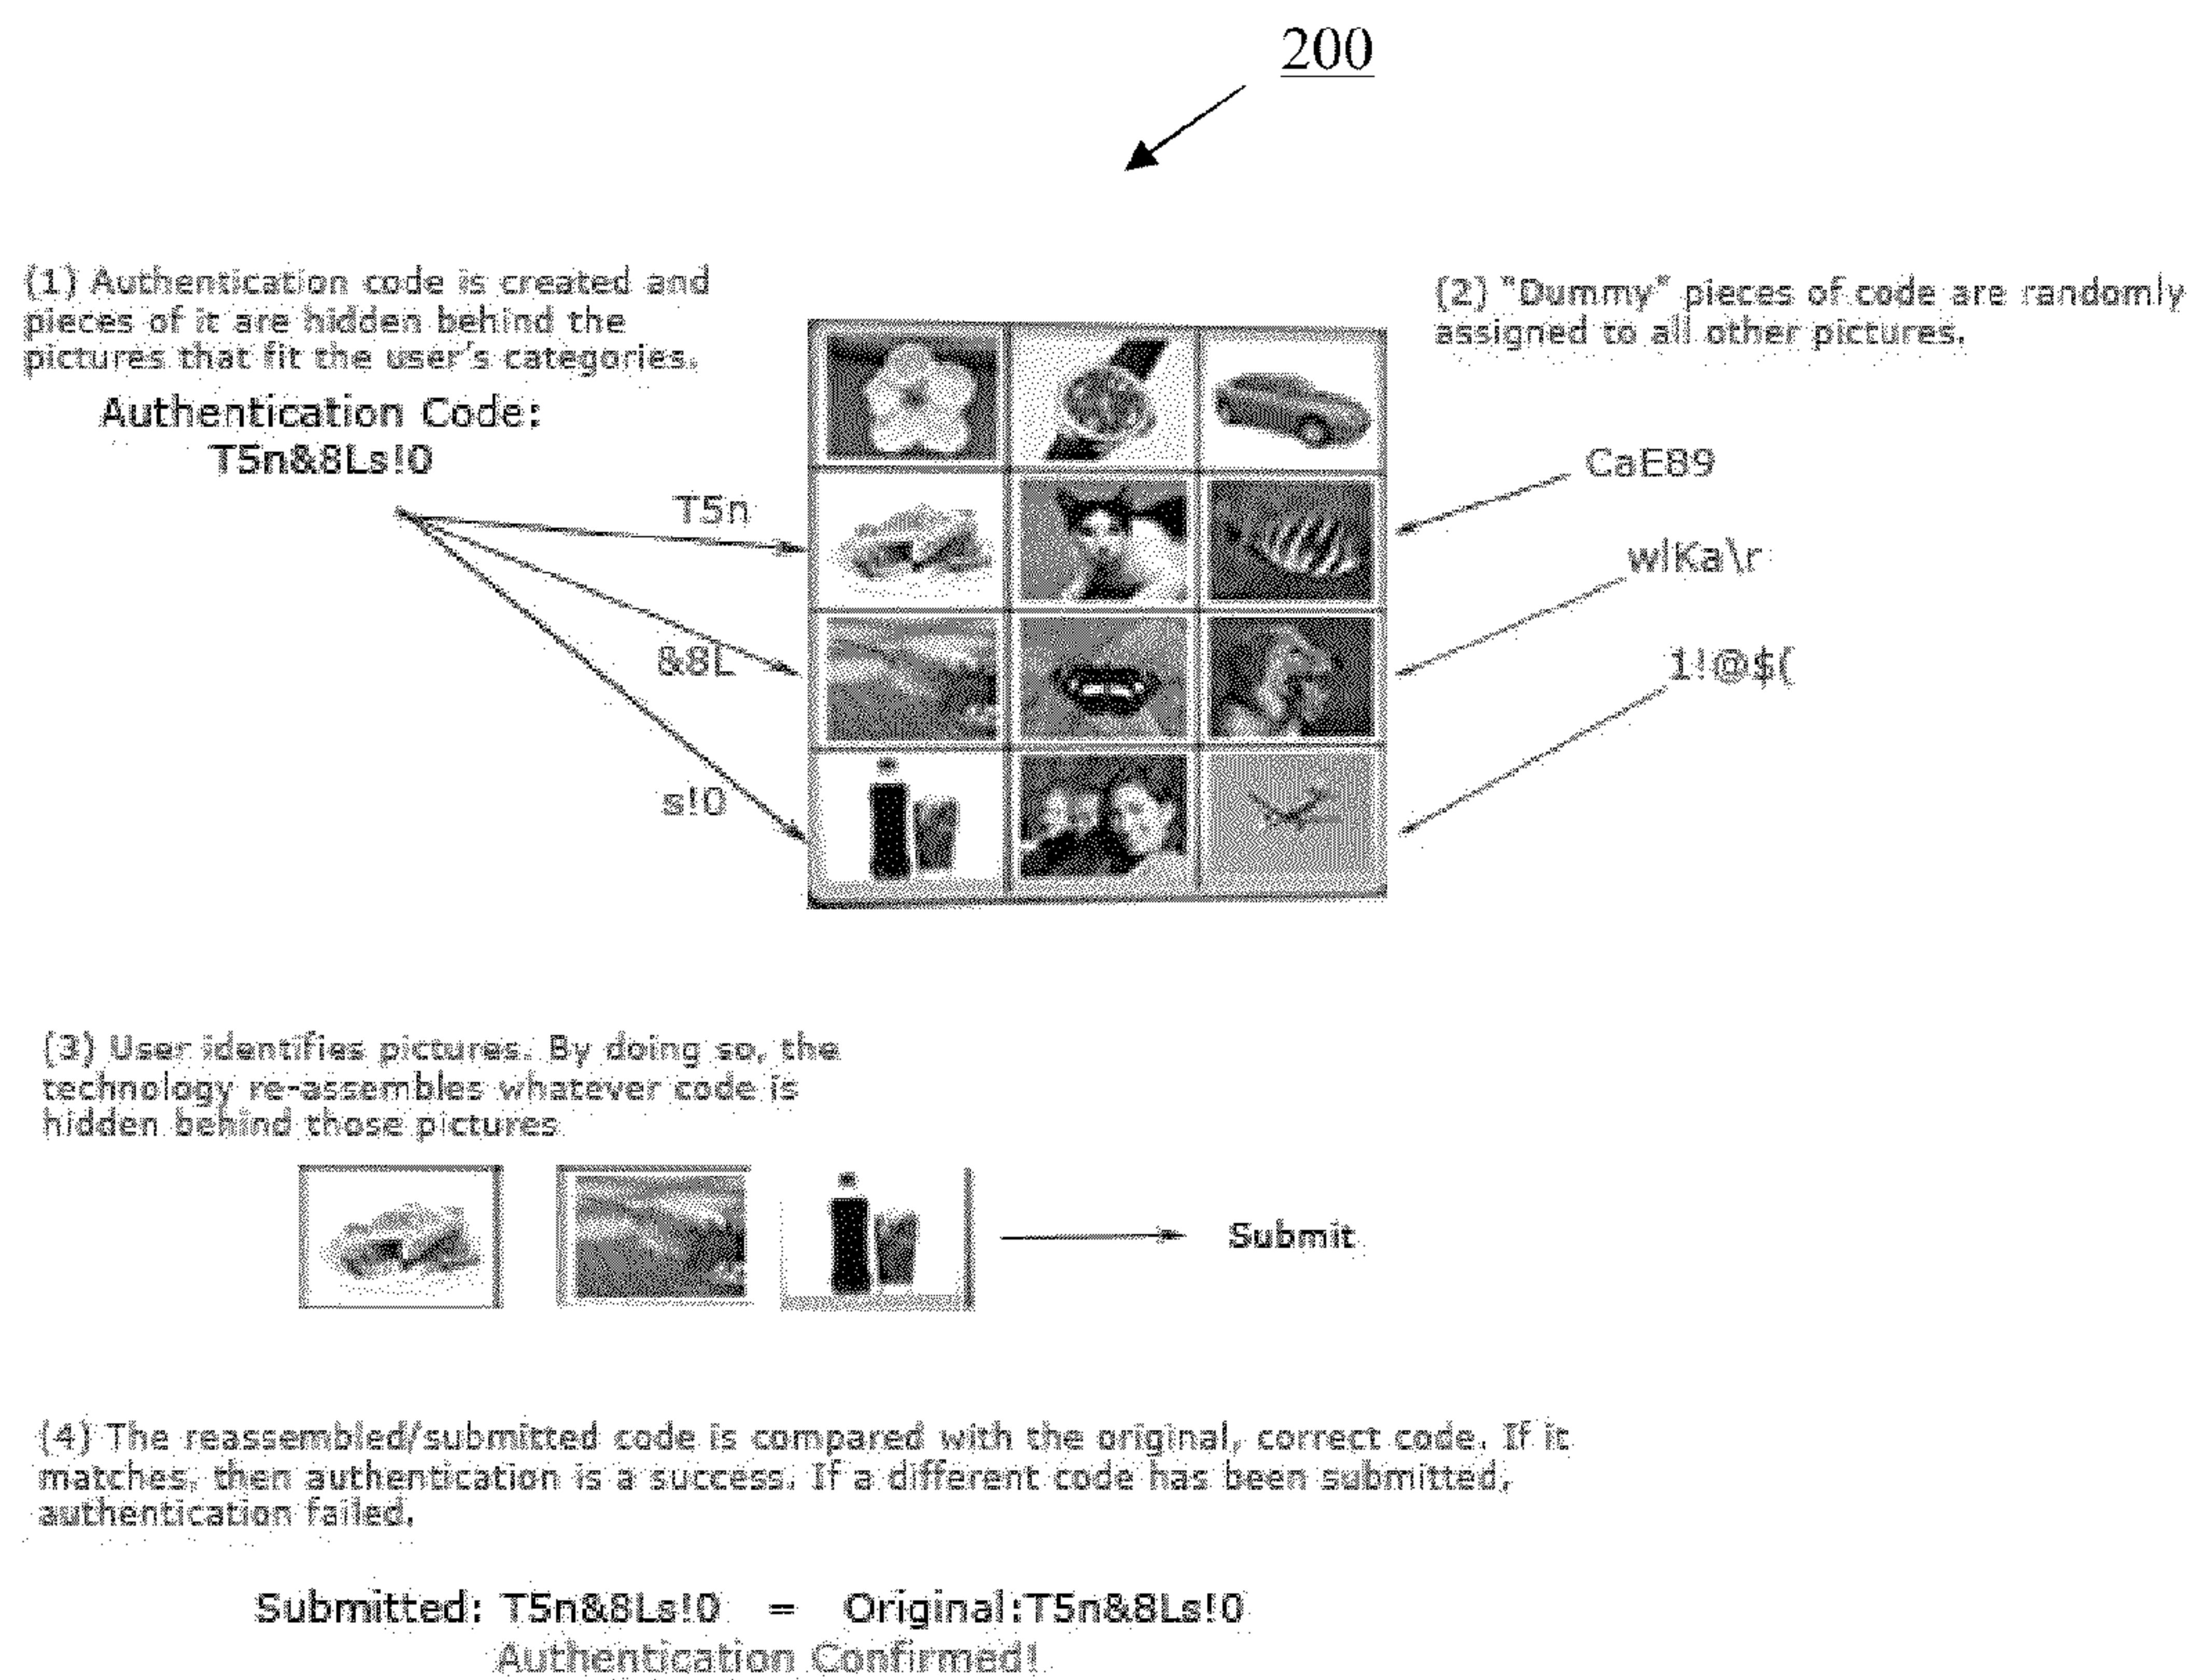 200
(1) Authentication code is created and
pieces of it are hidden behind the
pictures that fit the user's categories.
Authentication Code:
T5n&8Ls!0
(2) "Dummy" pieces of code are randomly
assigned to all other pictures.
T5n
&8L
s!0
CaE89
wlKa\r
1!@$(
(3) User identifies pictures. By doing so, the
technology re-assembles whatever code is
hidden behind those pictures
Submit
(4) The reassembled/submitted code is compared with the original, correct code. If it
matches, then authentication is a success. If a different code has been submitted,
authentication failed.
Submitted: T5n&8Ls!0 = Original:T5n&8Ls!0
Authentication Confirmed!